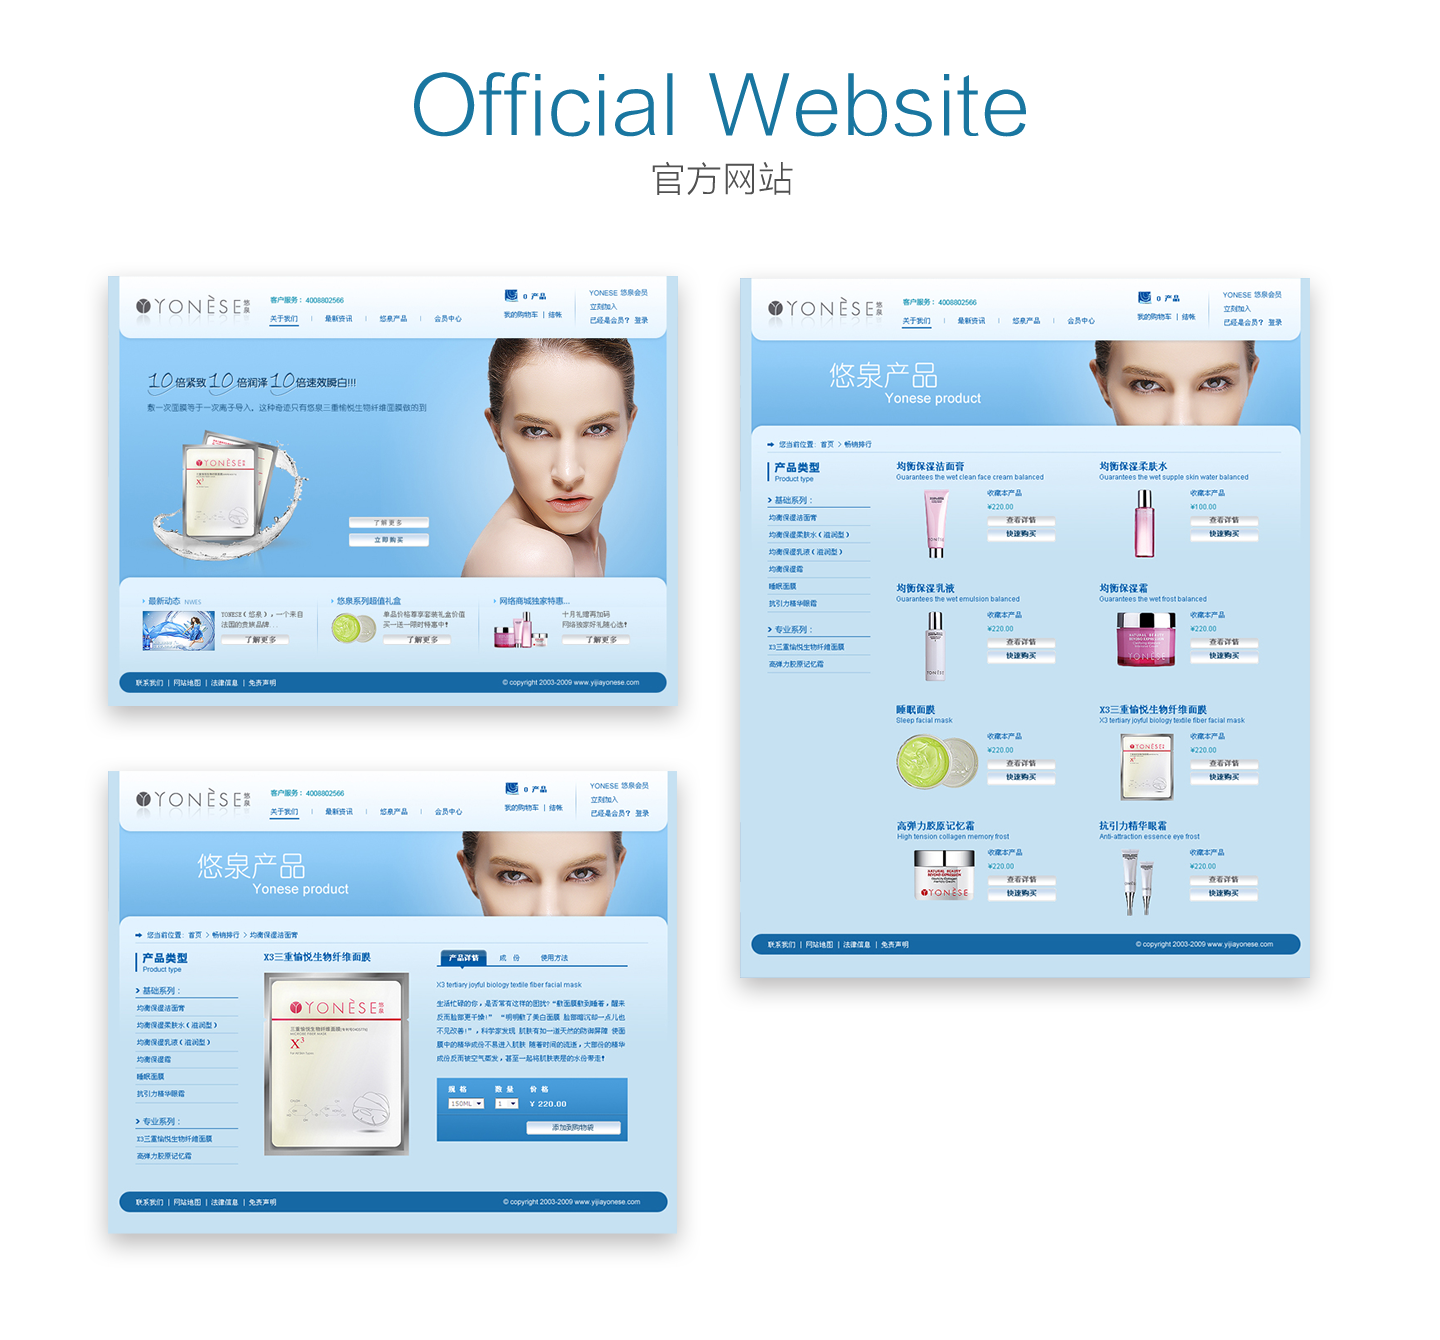 Official Website
官方网站
YONÈSE 悠泉
客户服务： 4008802566
关于我们 | 最新资讯 | 悠泉产品 | 会员中心
0 产品
我的购物车 | 结帐
YONESE 悠泉会员
立刻加入
已经是会员？ 登录
10倍紧致10倍润泽10倍速效瞬白!!!
敷一次面膜等于一次离子导入，这种奇迹只有悠泉三重愉悦生物纤维面膜做的到
YONÈSE
X³
了解更多
立即购买
最新动态 NWES
YONESE（悠泉），一个来自
法国的贵族品牌...
了解更多
悠泉系列超值礼盒
单品价格尊享套装礼盒价值
买一送一限时特惠中!
了解更多
网络商城独家特惠...
十月礼赠再加码
网络独家好礼随心选!
了解更多
联系我们 | 网站地图 | 法律信息 | 免责声明
© copyright 2003-2009 www.yijiayonese.com
YONÈSE 悠泉
客户服务： 4008802566
关于我们 | 最新资讯 | 悠泉产品 | 会员中心
0 产品
我的购物车 | 结帐
YONESE 悠泉会员
立刻加入
已经是会员？ 登录
悠泉产品
Yonese product
您当前位置： 首页 > 畅销排行 > 均衡保湿洁面膏
产品类型
Product type
基础系列：
均衡保湿洁面膏
均衡保湿柔肤水（滋润型）
均衡保湿乳液（滋润型）
均衡保湿霜
睡眠面膜
抗引力精华眼霜
专业系列：
X3三重愉悦生物纤维面膜
高弹力胶原记忆霜
X3三重愉悦生物纤维面膜
YONÈSE 悠泉
三重愉悦生物纤维面膜
X³
产品详情 成 份 使用方法
X3 tertiary joyful biology textile fiber facial mask
生活忙碌的你，是否常有这样的困扰?“敷面膜敷到睡着，醒来
反而脸部更干燥!” “明明敷了美白面膜 脸部暗沉却一点儿也
不见改善!”，科学家发现 肌肤有如一道天然的防御屏障 使面
膜中的精华成份不易进入肌肤 随着时间的流逝，大部份的精华
成份反而被空气蒸发，甚至一起将肌肤表层的水份带走!
规 格 数 量 价 格
150ML 1 ¥ 220.00
添加到购物袋
联系我们 | 网站地图 | 法律信息 | 免责声明
© copyright 2003-2009 www.yijiayonese.com
YONÈSE 悠泉
客户服务： 4008802566
关于我们 | 最新资讯 | 悠泉产品 | 会员中心
0 产品
我的购物车 | 结帐
YONESE 悠泉会员
立刻加入
已经是会员？ 登录
悠泉产品
Yonese product
您当前位置： 首页 > 畅销排行
产品类型
Product type
基础系列：
均衡保湿洁面膏
均衡保湿柔肤水（滋润型）
均衡保湿乳液（滋润型）
均衡保湿霜
睡眠面膜
抗引力精华眼霜
专业系列：
X3三重愉悦生物纤维面膜
高弹力胶原记忆霜
均衡保湿洁面膏
Guarantees the wet clean face cream balanced
收藏本产品
¥220.00
查看详情
快速购买
均衡保湿柔肤水
Guarantees the wet supple skin water balanced
收藏本产品
¥100.00
查看详情
快速购买
均衡保湿乳液
Guarantees the wet emulsion balanced
收藏本产品
¥220.00
查看详情
快速购买
均衡保湿霜
Guarantees the wet frost balanced
NATURAL BEAUTY
BEYOND EXPRESSION
YONÈSE
收藏本产品
¥220.00
查看详情
快速购买
睡眠面膜
Sleep facial mask
收藏本产品
¥220.00
查看详情
快速购买
X3三重愉悦生物纤维面膜
X3 tertiary joyful biology textile fiber facial mask
YONÈSE
X³
收藏本产品
¥220.00
查看详情
快速购买
高弹力胶原记忆霜
High tension collagen memory frost
NATURAL BEAUTY
BEYOND EXPRESSION
YONÈSE
收藏本产品
¥220.00
查看详情
快速购买
抗引力精华眼霜
Anti-attraction essence eye frost
收藏本产品
¥220.00
查看详情
快速购买
联系我们 | 网站地图 | 法律信息 | 免责声明
© copyright 2003-2009 www.yijiayonese.com